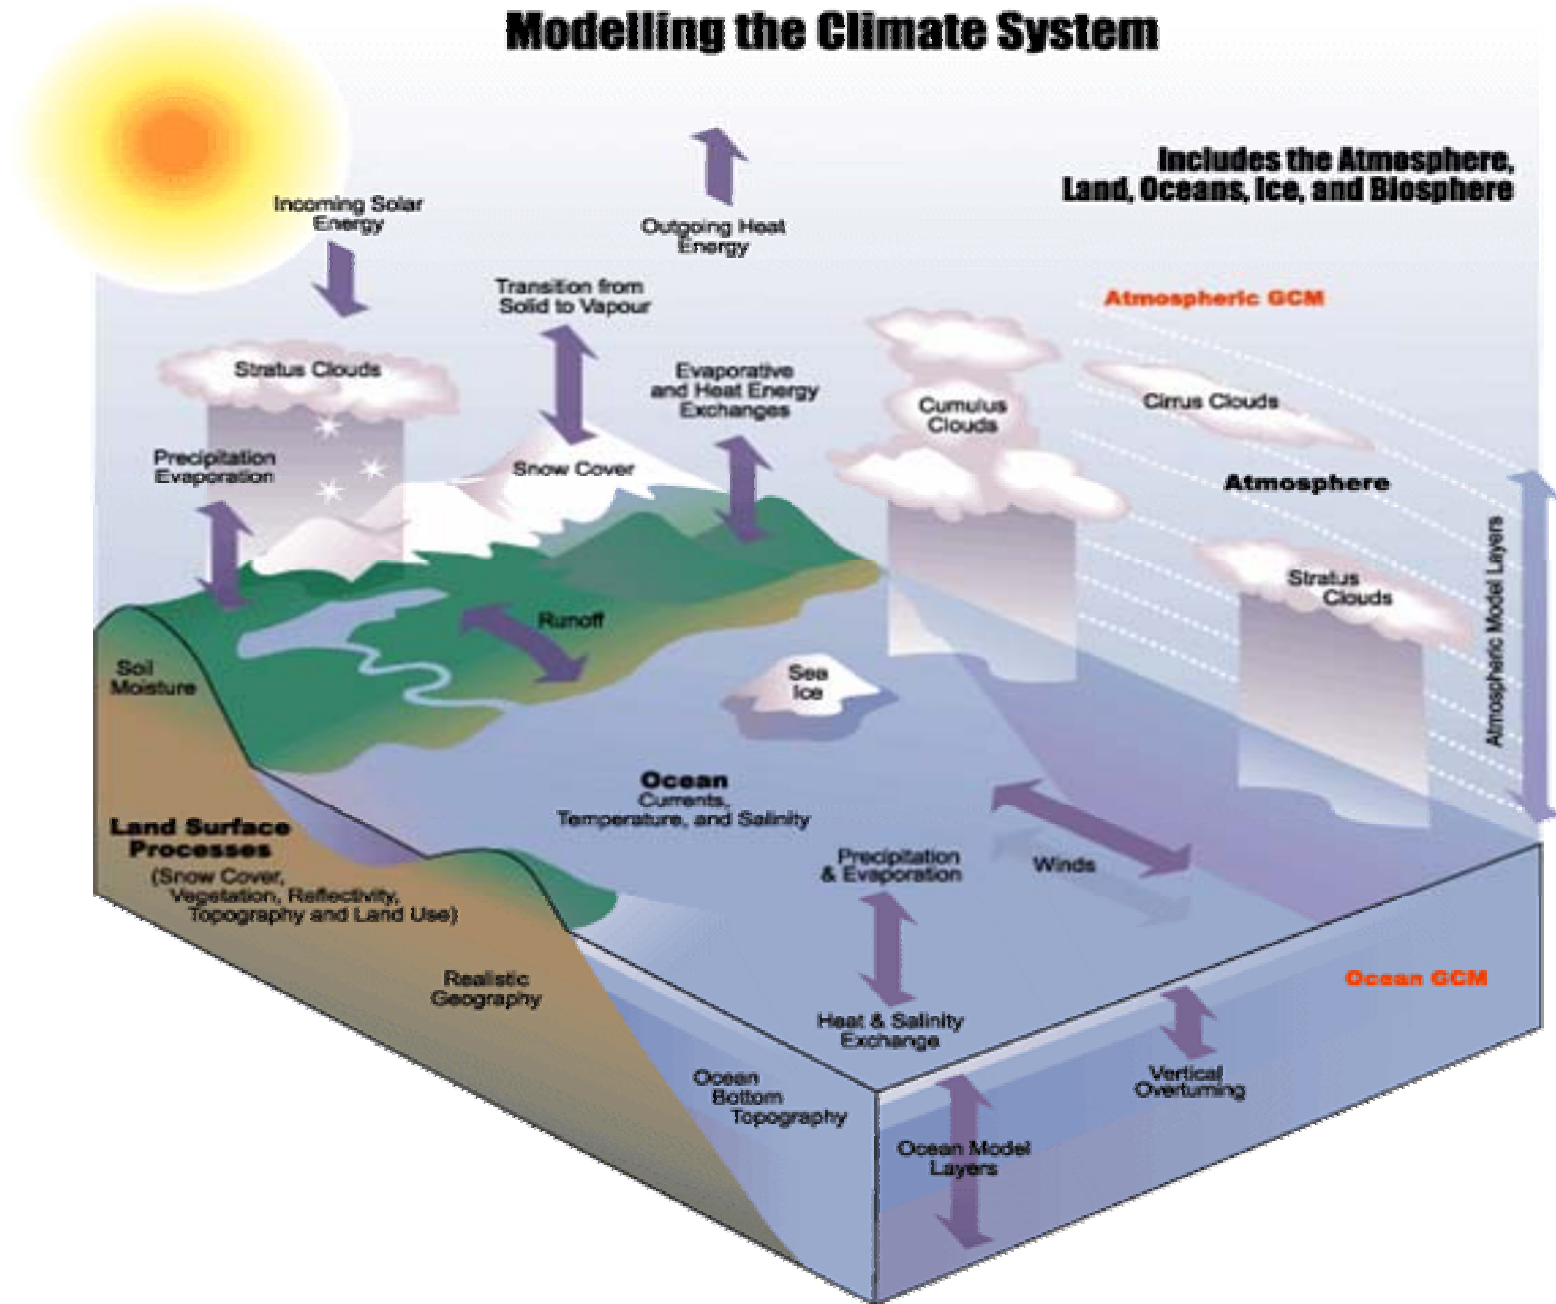 Modelling the Climate System
Includes the Atmosphere,
Land, Oceans, Ice, and Biosphere
Incoming Solar
Energy
Outgoing Heat
Energy
Transition from
Solid to Vapour
Atmospheric GCM
Stratus Clouds
Evaporative
and Heat Energy
Exchanges
Cumulus
Clouds
Cirrus Clouds
Precipitation
Evaporation
Snow Cover
Atmosphere
Atmospheric Model Layers
Stratus
Clouds
Runoff
Soil
Moisture
Sea
Ice
Ocean
Currents,
Temperature, and Salinity
Land Surface
Processes
(Snow Cover,
Vegetation, Reflectivity,
Topography and Land Use)
Precipitation
& Evaporation
Winds
Realistic
Geography
Ocean GCM
Heat & Salinity
Exchange
Ocean
Bottom
Topography
Vertical
Overturning
Ocean Model
Layers